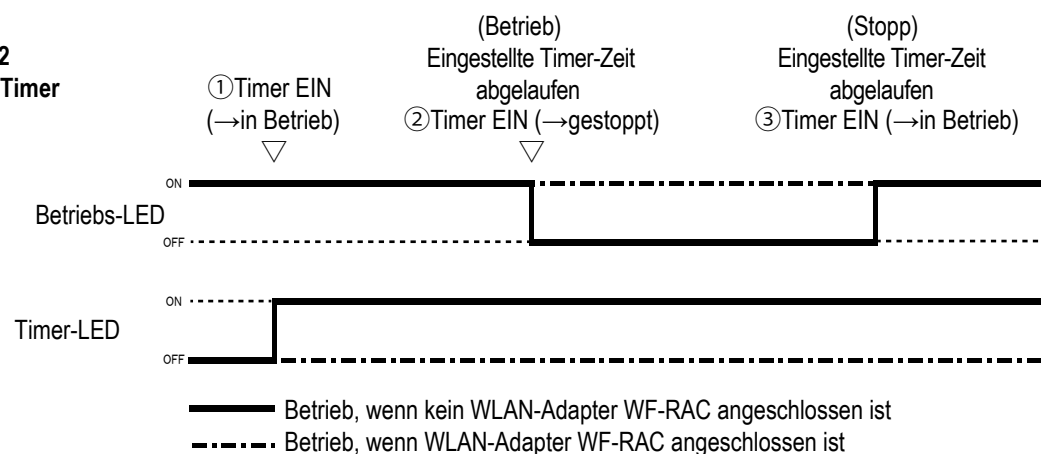 2
Timer
①Timer EIN
(→in Betrieb)
(Betrieb)
Eingestellte Timer-Zeit
abgelaufen
②Timer EIN (→gestoppt)
(Stopp)
Eingestellte Timer-Zeit
abgelaufen
③Timer EIN (→in Betrieb)
ON
Betriebs-LED
OFF
ON
Timer-LED
OFF
Betrieb, wenn kein WLAN-Adapter WF-RAC angeschlossen ist
Betrieb, wenn WLAN-Adapter WF-RAC angeschlossen ist